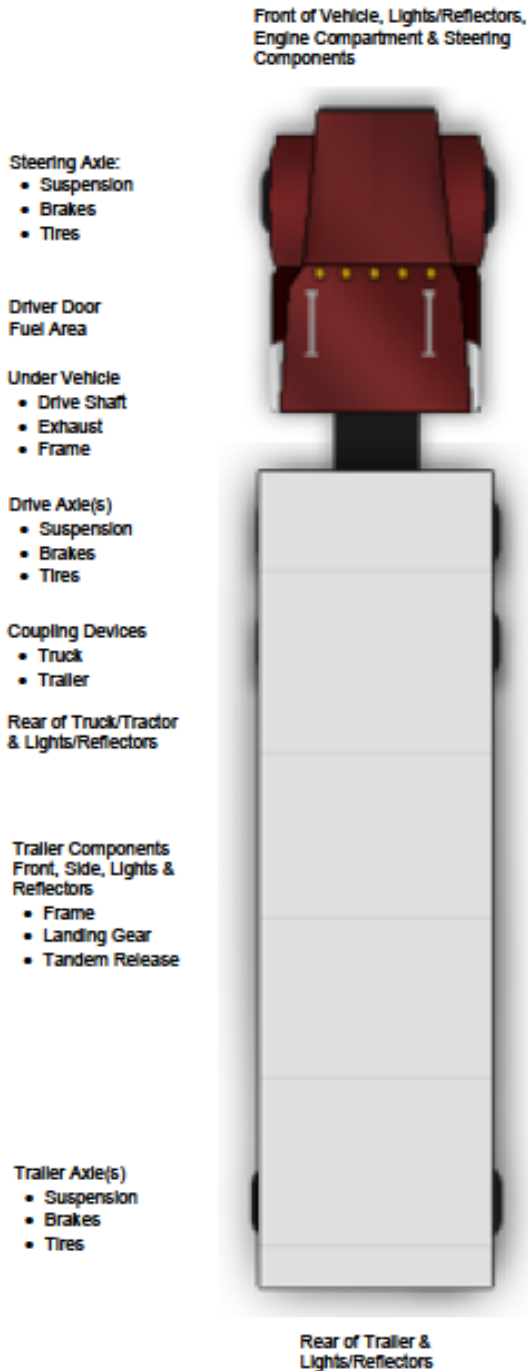 Front of Vehicle, Lights/Reflectors,
Engine Compartment & Steering
Components
Steering Axle:
• Suspension
• Brakes
• Tires
Driver Door
Fuel Area
Under Vehicle
• Drive Shaft
• Exhaust
• Frame
Drive Axle(s)
• Suspension
• Brakes
• Tires
Coupling Devices
• Truck
• Trailer
Rear of Truck/Tractor
& Lights/Reflectors
Trailer Components
Front, Side, Lights &
Reflectors
• Frame
• Landing Gear
• Tandem Release
Trailer Axle(s)
• Suspension
• Brakes
• Tires
Rear of Trailer &
Lights/Reflectors